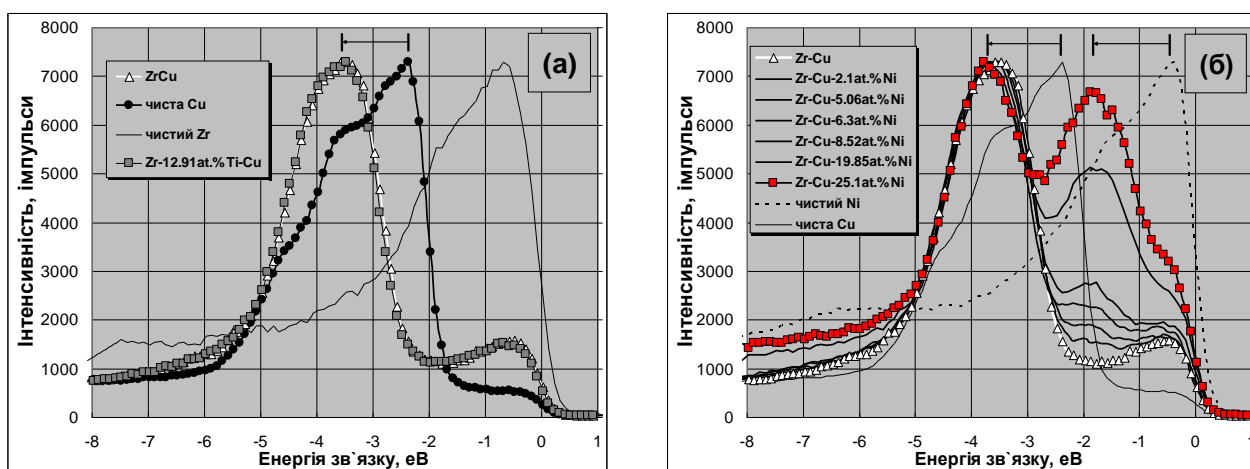 (а)
8000
7000
6000
5000
4000
3000
2000
1000
0
Інтенсивність, імпульси
ZrCu
чиста Cu
чистий Zr
Zr-12.91at.%Ti-Cu
-8 -7 -6 -5 -4 -3 -2 -1 0 1
Енергія зв`язку, еВ
(б)
8000
7000
6000
5000
4000
3000
2000
1000
0
Інтенсивність, імпульси
Zr-Cu
Zr-Cu-2.1at.%Ni
Zr-Cu-5.06at.%Ni
Zr-Cu-6.3at.%Ni
Zr-Cu-8.52at.%Ni
Zr-Cu-19.85at.%Ni
Zr-Cu-25.1at.%Ni
чистий Ni
чиста Cu
-8 -7 -6 -5 -4 -3 -2 -1 0 1
Енергія зв`язку, еВ